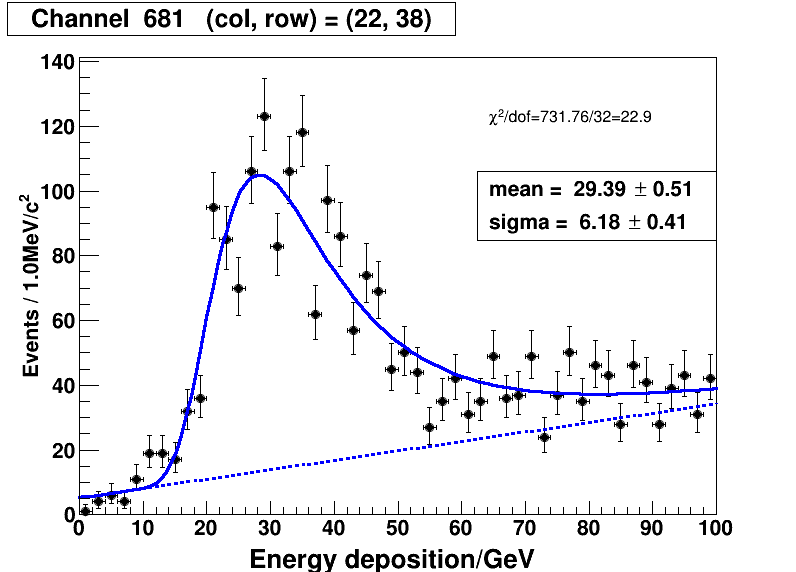 Channel 681 (col, row) = (22, 38)
χ²/dof=731.76/32=22.9
mean = 29.39 ± 0.51
sigma = 6.18 ± 0.41
Events / 1.0MeV/c²
140
120
100
80
60
40
20
0
0 10 20 30 40 50 60 70 80 90 100
Energy deposition/GeV